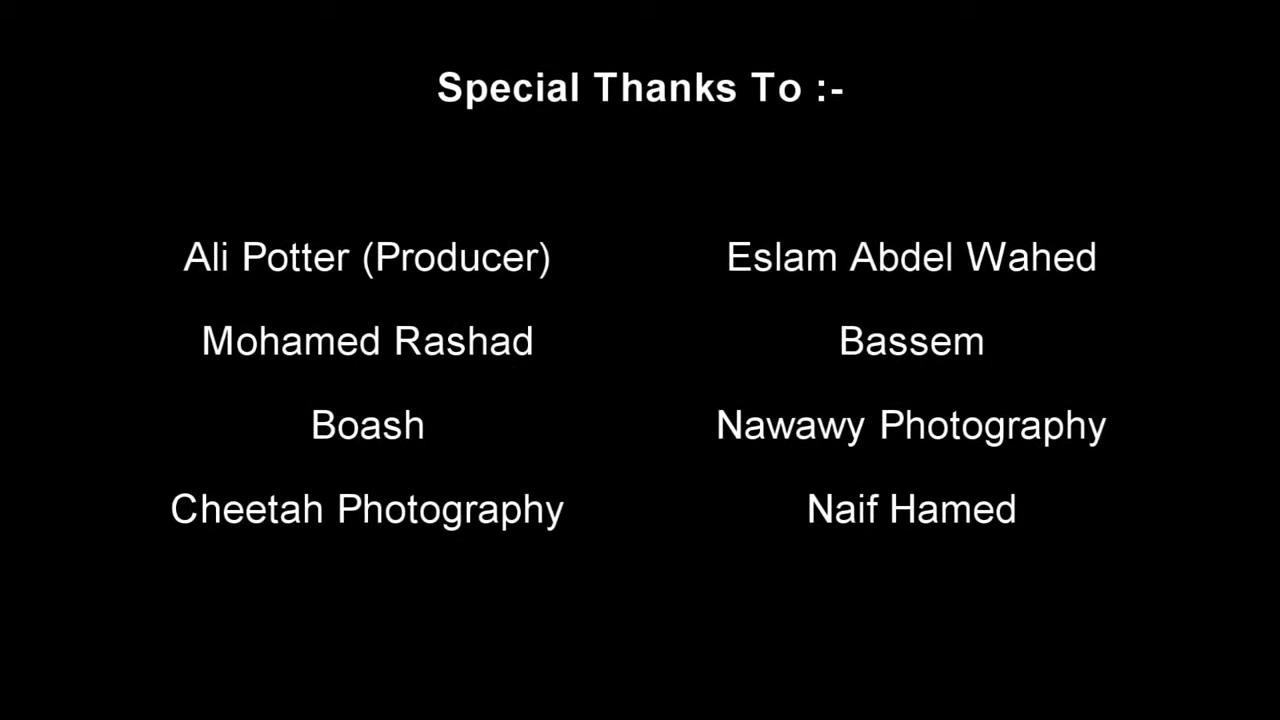 Special Thanks To :-
Ali Potter (Producer)
Eslam Abdel Wahed
Mohamed Rashad
Bassem
Boash
Nawawy Photography
Cheetah Photography
Naif Hamed